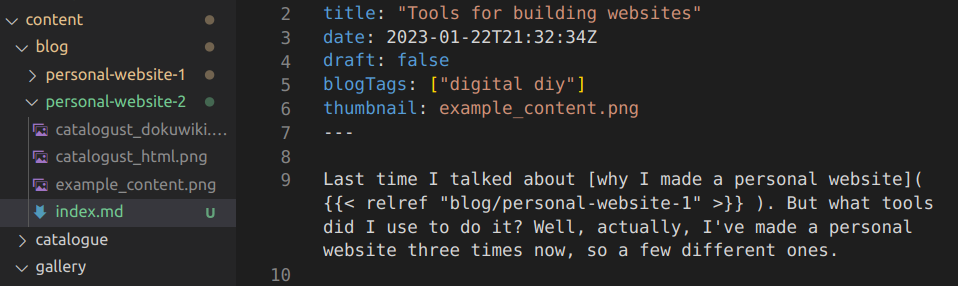 content
blog
personal-website-1
personal-website-2
catalogust_dokuwiki....
catalogust_html.png
example_content.png
index.md U
catalogue
gallery
2 title: "Tools for building websites"
3 date: 2023-01-22T21:32:34Z
4 draft: false
5 blogTags: ["digital diy"]
6 thumbnail: example_content.png
7 ---
8
9 Last time I talked about [why I made a personal website](
{{< relref "blog/personal-website-1" >}} ). But what tools
did I use to do it? Well, actually, I've made a personal
website three times now, so a few different ones.
10